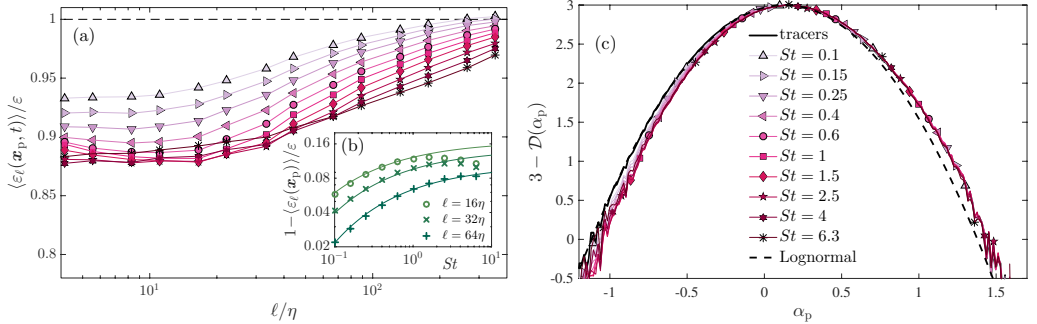 (a)
⟨ε_ℓ(x_p, t)⟩/ε
1
0.95
0.9
0.85
0.8
10^1
10^2
ℓ/η
(b)
1−⟨ε_ℓ(x_p)⟩/ε
0.16
0.08
0.04
0.02
10^−1
10^0
10^1
St
ℓ = 16η
ℓ = 32η
ℓ = 64η
(c)
3 − D(α_p)
3
2.5
2
1.5
1
0.5
0
-0.5
-1
-0.5
0
0.5
1
1.5
α_p
tracers
St = 0.1
St = 0.15
St = 0.25
St = 0.4
St = 0.6
St = 1
St = 1.5
St = 2.5
St = 4
St = 6.3
Lognormal